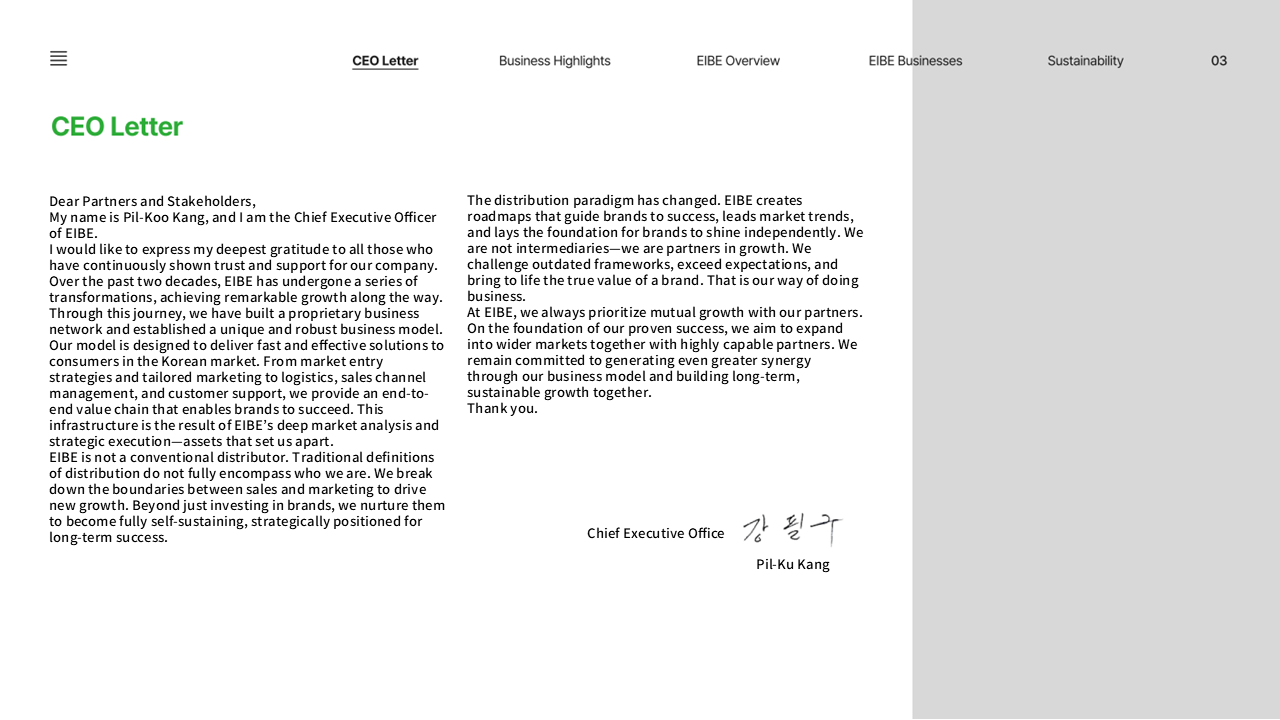 CEO Letter
Business Highlights
EIBE Overview
EIBE Businesses
Sustainability
03
CEO Letter
Dear Partners and Stakeholders,
My name is Pil-Koo Kang, and I am the Chief Executive Officer
of EIBE.
I would like to express my deepest gratitude to all those who
have continuously shown trust and support for our company.
Over the past two decades, EIBE has undergone a series of
transformations, achieving remarkable growth along the way.
Through this journey, we have built a proprietary business
network and established a unique and robust business model.
Our model is designed to deliver fast and effective solutions to
consumers in the Korean market. From market entry
strategies and tailored marketing to logistics, sales channel
management, and customer support, we provide an end-to-
end value chain that enables brands to succeed. This
infrastructure is the result of EIBE’s deep market analysis and
strategic execution—assets that set us apart.
EIBE is not a conventional distributor. Traditional definitions
of distribution do not fully encompass who we are. We break
down the boundaries between sales and marketing to drive
new growth. Beyond just investing in brands, we nurture them
to become fully self-sustaining, strategically positioned for
long-term success.
The distribution paradigm has changed. EIBE creates
roadmaps that guide brands to success, leads market trends,
and lays the foundation for brands to shine independently. We
are not intermediaries—we are partners in growth. We
challenge outdated frameworks, exceed expectations, and
bring to life the true value of a brand. That is our way of doing
business.
At EIBE, we always prioritize mutual growth with our partners.
On the foundation of our proven success, we aim to expand
into wider markets together with highly capable partners. We
remain committed to generating even greater synergy
through our business model and building long-term,
sustainable growth together.
Thank you.
Chief Executive Office
강 필 구
Pil-Ku Kang